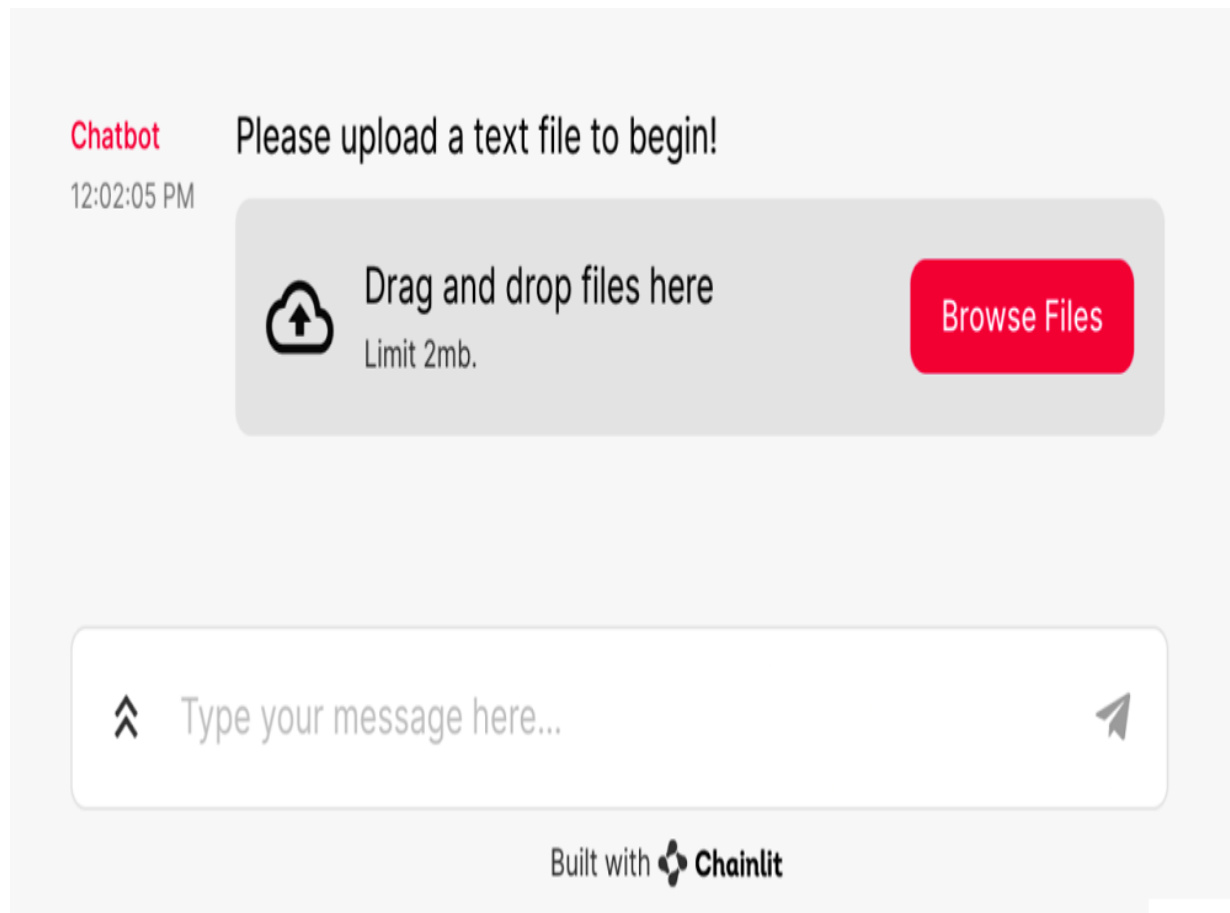 Chatbot
12:02:05 PM
Please upload a text file to begin!
Drag and drop files here
Limit 2mb.
Browse Files
Type your message here...
Built with Chainlit